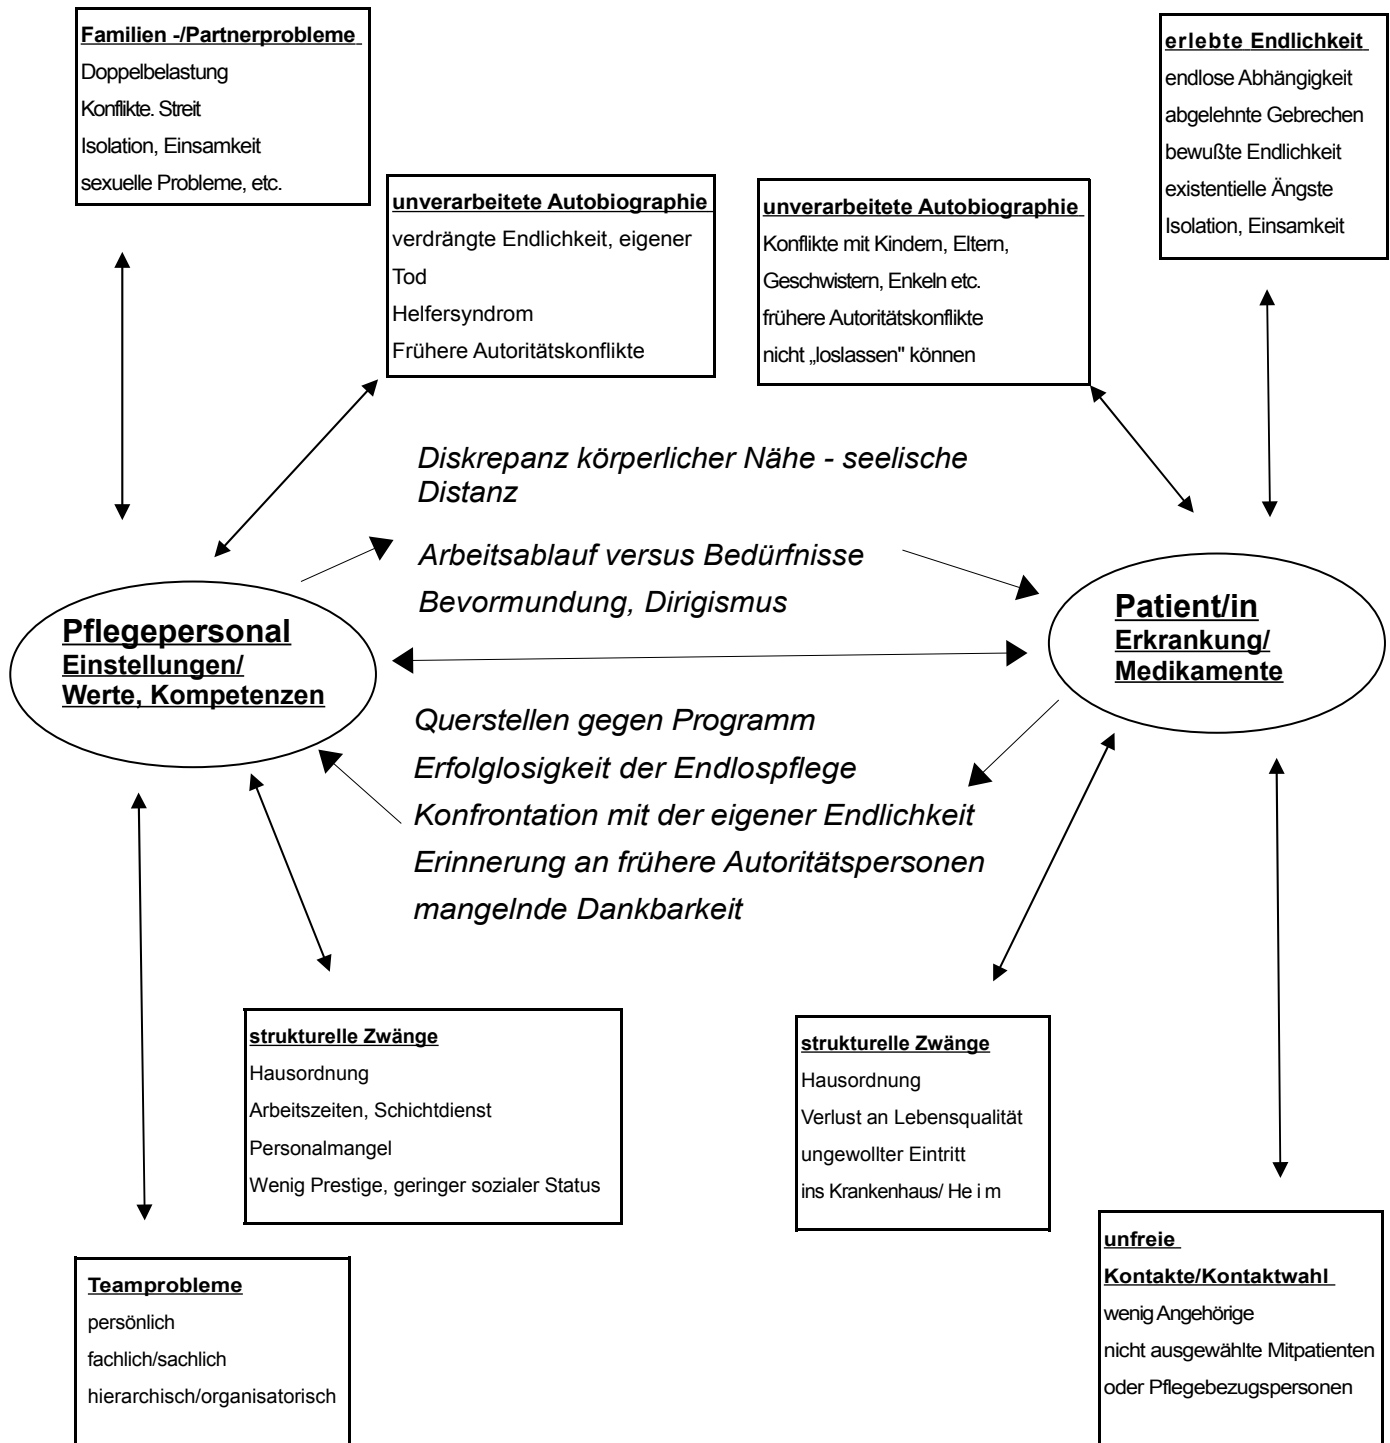 Familien -/Partnerprobleme
Doppelbelastung
Konflikte. Streit
Isolation, Einsamkeit
sexuelle Probleme, etc.
erlebte Endlichkeit
endlose Abhängigkeit
abgelehnte Gebrechen
bewußte Endlichkeit
existentielle Ängste
Isolation, Einsamkeit
unverarbeitete Autobiographie
verdrängte Endlichkeit, eigener
Tod
Helfersyndrom
Frühere Autoritätskonflikte
unverarbeitete Autobiographie
Konflikte mit Kindern, Eltern,
Geschwistern, Enkeln etc.
frühere Autoritätskonflikte
nicht „loslassen" können
Diskrepanz körperlicher Nähe - seelische
Distanz
Arbeitsablauf versus Bedürfnisse
Bevormundung, Dirigismus
Pflegepersonal
Einstellungen/
Werte, Kompetenzen
Patient/in
Erkrankung/
Medikamente
Querstellen gegen Programm
Erfolglosigkeit der Endlospflege
Konfrontation mit der eigener Endlichkeit
Erinnerung an frühere Autoritätspersonen
mangelnde Dankbarkeit
strukturelle Zwänge
Hausordnung
Arbeitszeiten, Schichtdienst
Personalmangel
Wenig Prestige, geringer sozialer Status
strukturelle Zwänge
Hausordnung
Verlust an Lebensqualität
ungewollter Eintritt
ins Krankenhaus/ He i m
Teamprobleme
persönlich
fachlich/sachlich
hierarchisch/organisatorisch
unfreie
Kontakte/Kontaktwahl
wenig Angehörige
nicht ausgewählte Mitpatienten
oder Pflegebezugspersonen